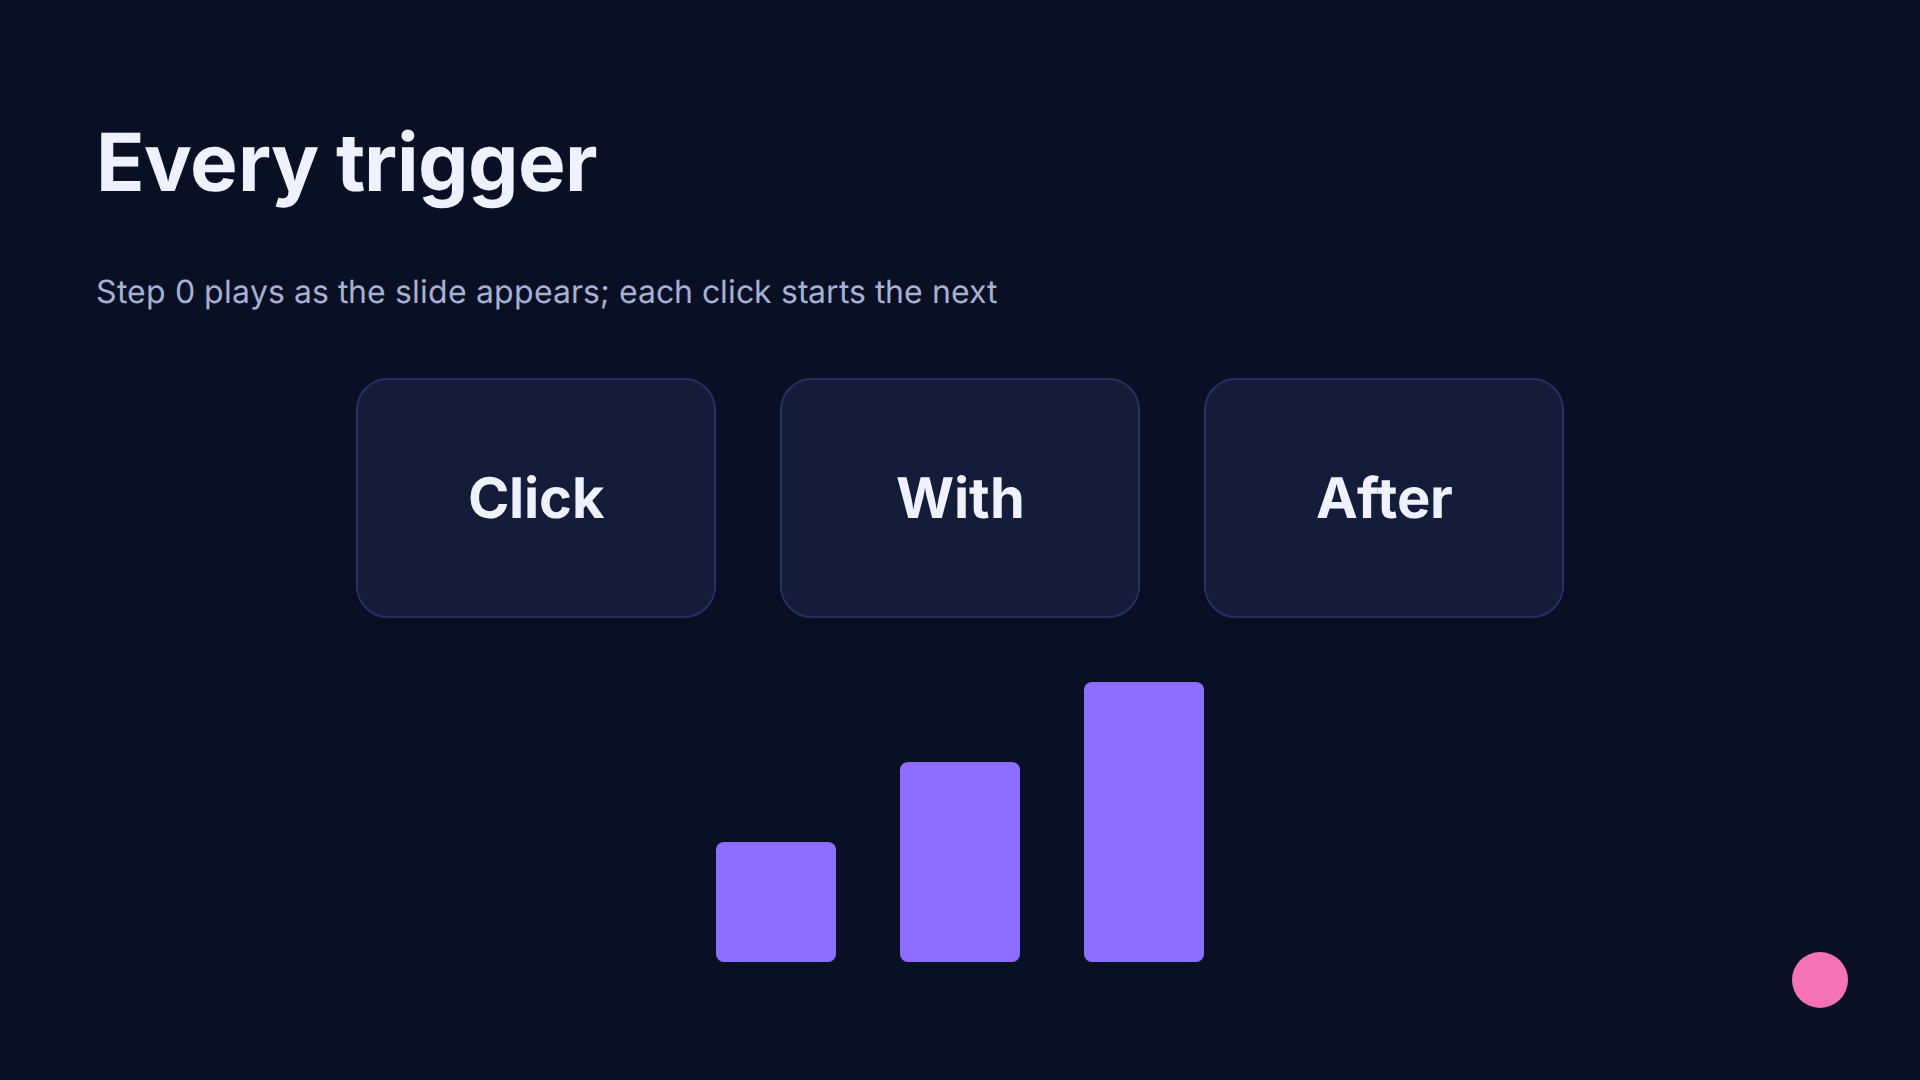 Every trigger
Step 0 plays as the slide appears; each click starts the next
Click
With
After